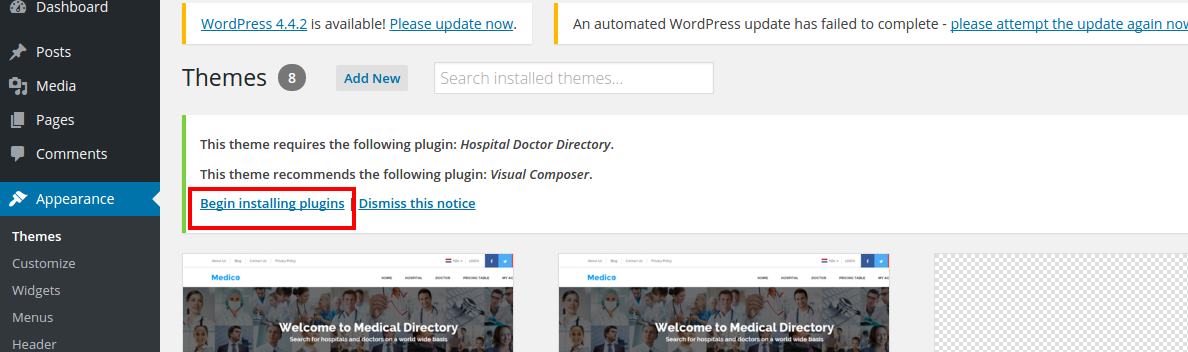 Dashboard
Posts
Media
Pages
Comments
Appearance
Themes
Customize
Widgets
Menus
Header
WordPress 4.4.2 is available! Please update now.
An automated WordPress update has failed to complete - please attempt the update again now
Themes 8 Add New Search installed themes...
This theme requires the following plugin: Hospital Doctor Directory.
This theme recommends the following plugin: Visual Composer.
Begin installing plugins | Dismiss this notice
About Us Blog Contact Us Privacy Policy LOGIN
Medico HOME HOSPITAL DOCTOR PRICING TABLE MY AC
Welcome to Medical Directory
Search for hospitals and doctors on a world wide basis
About Us Blog Contact Us Privacy Policy LOGIN
Medico HOME HOSPITAL DOCTOR PRICING TABLE MY AC
Welcome to Medical Directory
Search for hospitals and doctors on a world wide basis